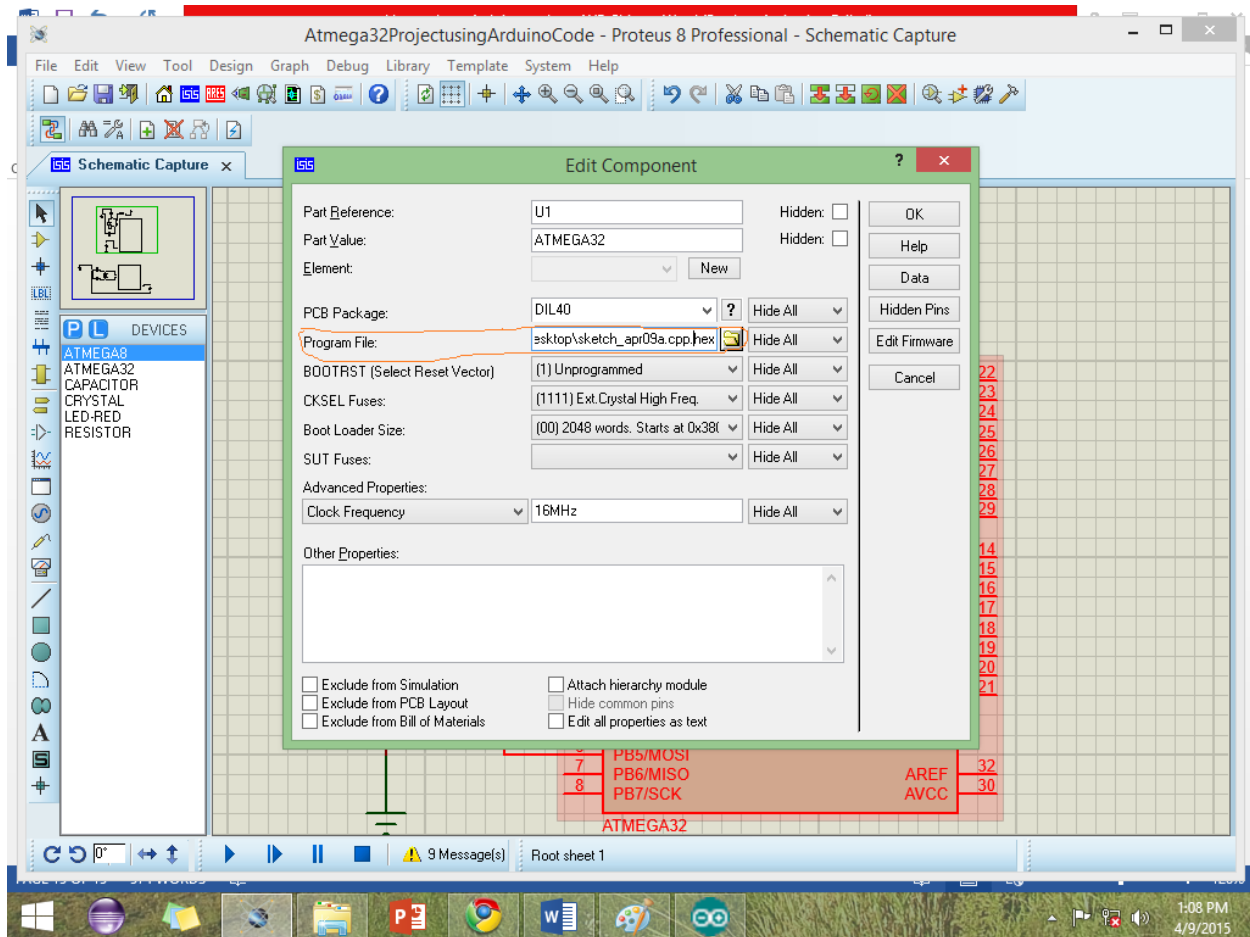 Atmega32ProjectusingArduinoCode - Proteus 8 Professional - Schematic Capture
File Edit View Tool Design Graph Debug Library Template System Help
Schematic Capture x
Edit Component
Part Reference: U1 Hidden: OK
Part Value: ATMEGA32 Hidden: Help
Element: New Data
PCB Package: DIL40 ? Hide All Hidden Pins
Program File: esktop\sketch_apr09a.cpp.hex Hide All Edit Firmware
BOOTRST (Select Reset Vector) (1) Unprogrammed Hide All Cancel
CKSEL Fuses: (1111) Ext.Crystal High Freq. Hide All
Boot Loader Size: (00) 2048 words. Starts at 0x38( Hide All
SUT Fuses: Hide All
Advanced Properties:
Clock Frequency 16MHz Hide All
Other Properties:
Exclude from Simulation Attach hierarchy module
Exclude from PCB Layout Hide common pins
Exclude from Bill of Materials Edit all properties as text
LBL
P L DEVICES
ATMEGA8
ATMEGA32
CAPACITOR
CRYSTAL
LED-RED
RESISTOR
A
S
22
23
24
25
26
27
28
29
14
15
16
17
18
19
20
21
PB5/MOSI
7 PB6/MISO AREF 32
8 PB7/SCK AVCC 30
ATMEGA32
0° 9 Message(s) Root sheet 1
1:08 PM
4/9/2015